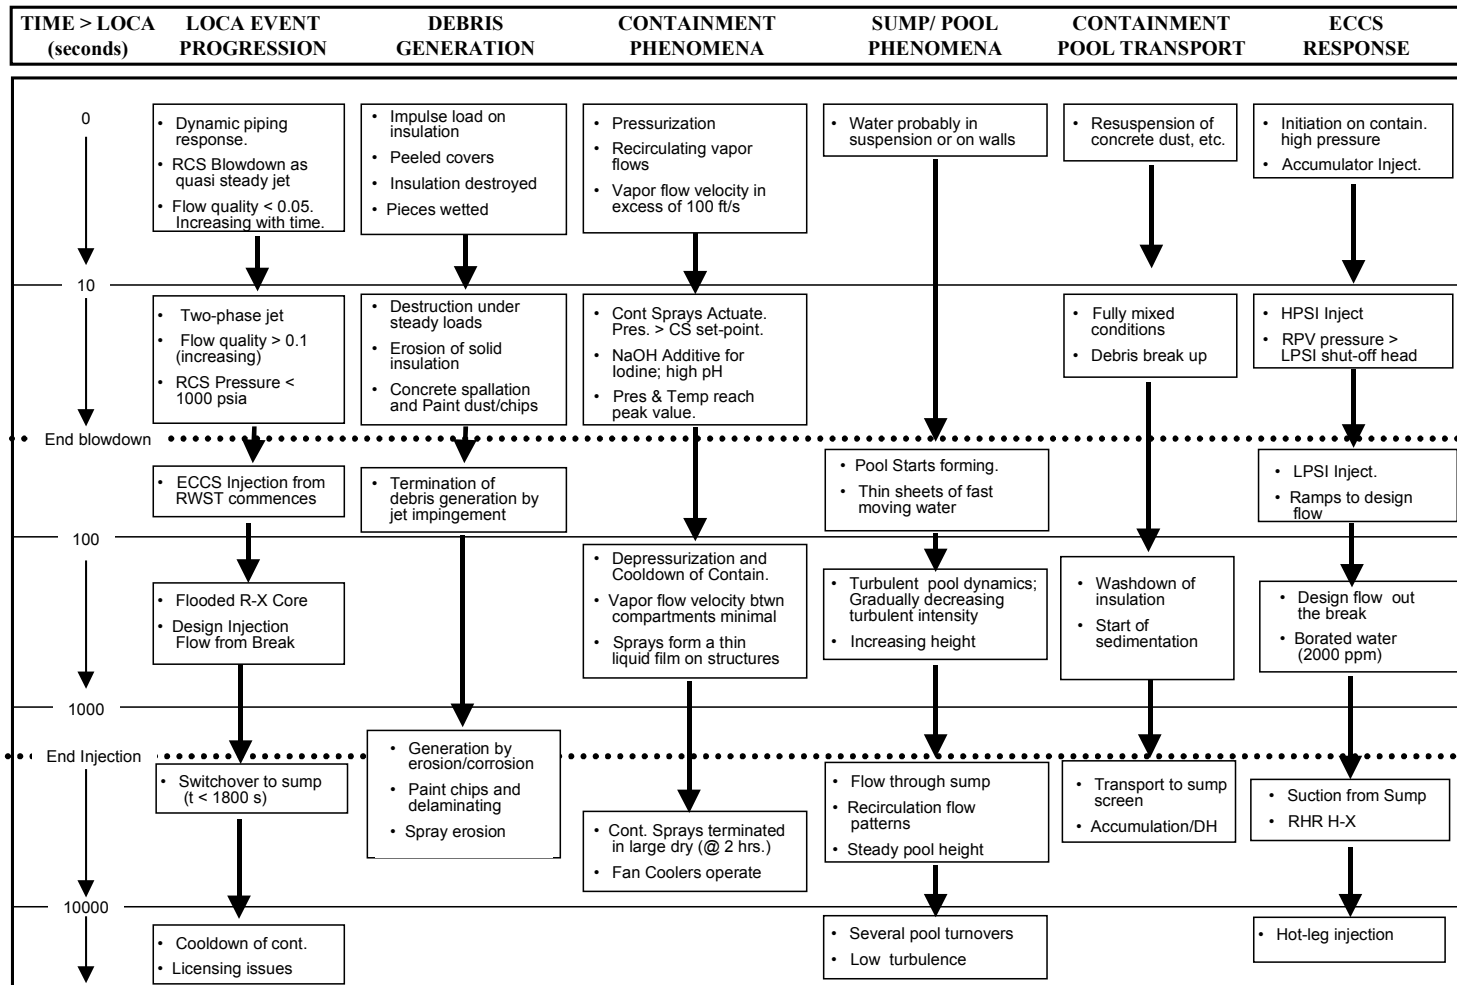 TIME > LOCA
(seconds)
LOCA EVENT
PROGRESSION
DEBRIS
GENERATION
CONTAINMENT
PHENOMENA
SUMP/ POOL
PHENOMENA
CONTAINMENT
POOL TRANSPORT
ECCS
RESPONSE
0
• Dynamic piping
response.
• RCS Blowdown as
quasi steady jet
• Flow quality < 0.05.
Increasing with time.
• Impulse load on
insulation
• Peeled covers
• Insulation destroyed
• Pieces wetted
• Pressurization
• Recirculating vapor
flows
• Vapor flow velocity in
excess of 100 ft/s
• Water probably in
suspension or on walls
• Resuspension of
concrete dust, etc.
• Initiation on contain.
high pressure
• Accumulator Inject.
10
• Two-phase jet
• Flow quality > 0.1
(increasing)
• RCS Pressure <
1000 psia
• Destruction under
steady loads
• Erosion of solid
insulation
• Concrete spallation
and Paint dust/chips
• Cont Sprays Actuate.
Pres. > CS set-point.
• NaOH Additive for
Iodine; high pH
• Pres & Temp reach
peak value.
• Fully mixed
conditions
• Debris break up
• HPSI Inject
• RPV pressure >
LPSI shut-off head
End blowdown
• ECCS Injection from
RWST commences
• Termination of
debris generation by
jet impingement
• Pool Starts forming.
• Thin sheets of fast
moving water
• LPSI Inject.
• Ramps to design
flow
100
• Flooded R-X Core
• Design Injection
Flow from Break
• Depressurization and
Cooldown of Contain.
• Vapor flow velocity btwn
compartments minimal
• Sprays form a thin
liquid film on structures
• Turbulent pool dynamics;
Gradually decreasing
turbulent intensity
• Increasing height
• Washdown of
insulation
• Start of
sedimentation
• Design flow out
the break
• Borated water
(2000 ppm)
1000
End Injection
• Switchover to sump
(t < 1800 s)
• Generation by
erosion/corrosion
• Paint chips and
delaminating
• Spray erosion
• Cont. Sprays terminated
in large dry (@ 2 hrs.)
• Fan Coolers operate
• Flow through sump
• Recirculation flow
patterns
• Steady pool height
• Transport to sump
screen
• Accumulation/DH
• Suction from Sump
• RHR H-X
10000
• Cooldown of cont.
• Licensing issues
• Several pool turnovers
• Low turbulence
• Hot-leg injection